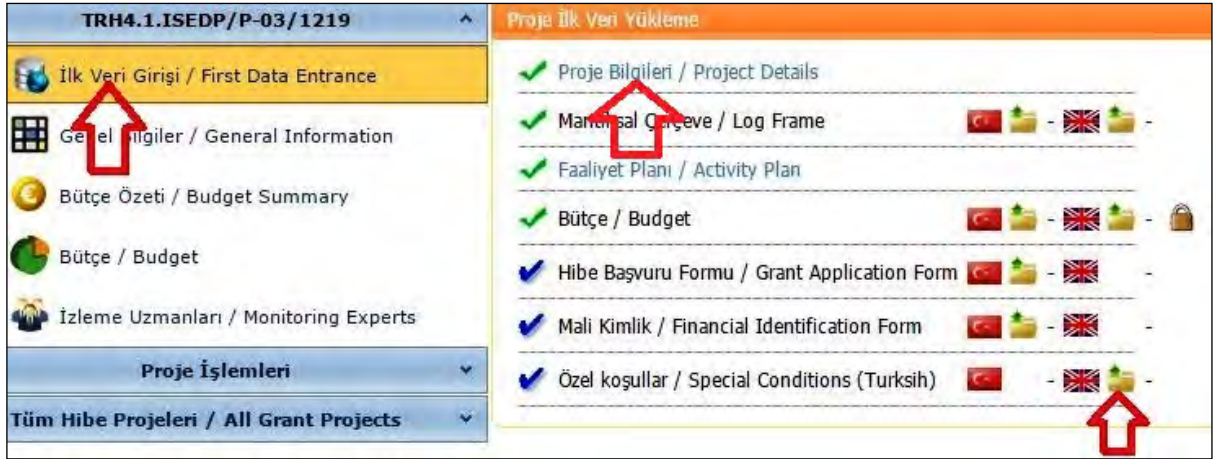 TRH4.1.ISEDP/P-03/1219
İlk Veri Girişi / First Data Entrance
Genel Bilgiler / General Information
Bütçe Özeti / Budget Summary
Bütçe / Budget
İzleme Uzmanları / Monitoring Experts
Proje İşlemleri
Tüm Hibe Projeleri / All Grant Projects
Proje İlk Veri Yükleme
Proje Bilgileri / Project Details
Mantıksal Çerçeve / Log Frame - -
Faaliyet Planı / Activity Plan
Bütçe / Budget - -
Hibe Başvuru Formu / Grant Application Form - -
Mali Kimlik / Financial Identification Form - -
Özel koşullar / Special Conditions (Turksih) - -